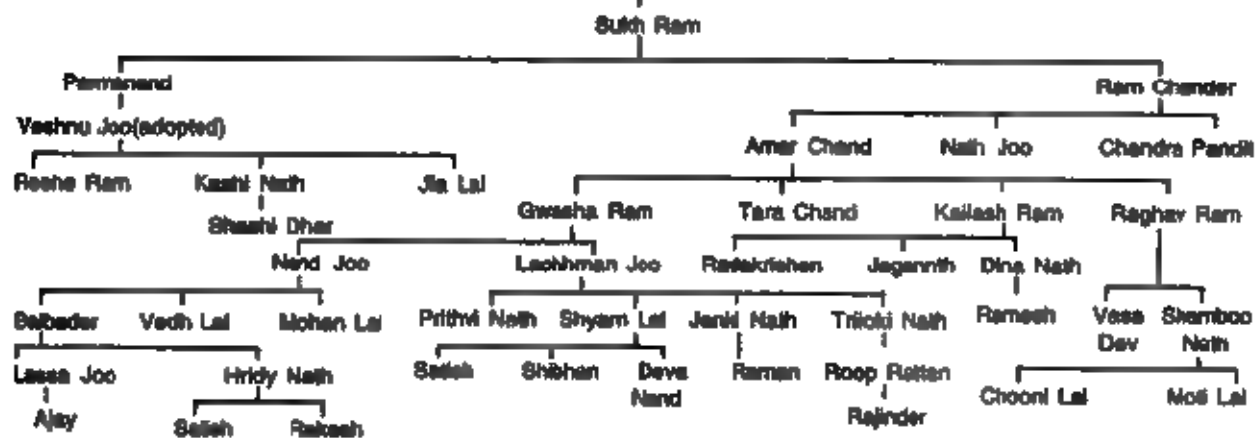 Sukh Ram
Permanand Ram Chander
Veshnu Joo(adopted)
Amar Chand Nath Joo Chandra Pandit
Reshe Ram Kashi Nath Jia Lal
Gwasha Ram Tara Chand Kailash Ram Raghav Ram
Shashi Dhar
Nand Joo Lachhman Joo Radakrishen Jagannth Dina Nath
Balbader Vedh Lal Mohan Lal Prithvi Nath Shyam Lal Janki Nath Triloki Nath Ramesh Vasa Shamboo
Dev Nath
Lassa Joo Hridy Nath Satish Shibhan Deva Raman Roop Rattan
Nand Chooni Lal Moti Lal
Ajay Satish Rakesh Rajinder